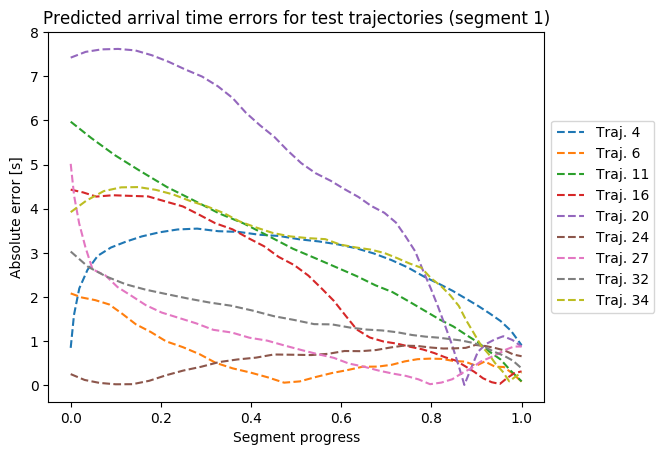 Predicted arrival time errors for test trajectories (segment 1)
Absolute error [s]
8
7
6
5
4
3
2
1
0
0.0 0.2 0.4 0.6 0.8 1.0
Segment progress
Traj. 4
Traj. 6
Traj. 11
Traj. 16
Traj. 20
Traj. 24
Traj. 27
Traj. 32
Traj. 34